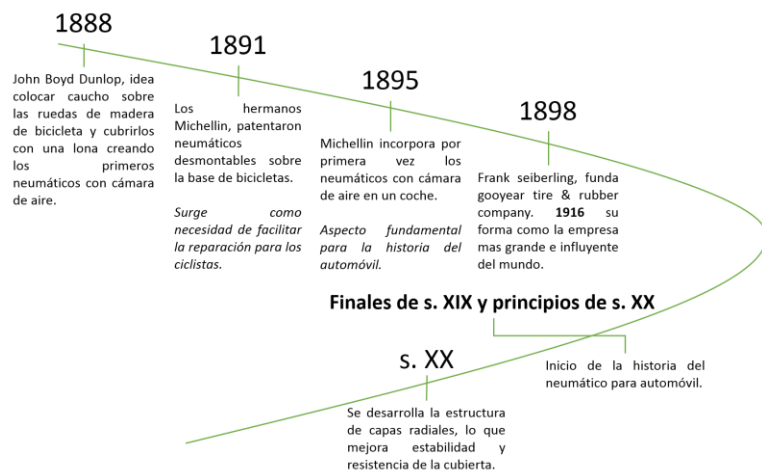 1888
John Boyd Dunlop, idea
colocar caucho sobre
las ruedas de madera
de bicicleta y cubrirlos
con una lona creando
los primeros
neumáticos con cámara
de aire.
1891
Los hermanos
Michellin, patentaron
neumáticos
desmontables sobre
la base de bicicletas.
Surge como
necesidad de facilitar
la reparación para los
ciclistas.
1895
Michellin incorpora por
primera vez los
neumáticos con cámara
de aire en un coche.
Aspecto fundamental
para la historia del
automóvil.
1898
Frank seiberling, funda
gooyear tire & rubber
company. 1916 su
forma como la empresa
mas grande e influyente
del mundo.
Finales de s. XIX y principios de s. XX
Inicio de la historia del
neumático para automóvil.
s. XX
Se desarrolla la estructura
de capas radiales, lo que
mejora estabilidad y
resistencia de la cubierta.